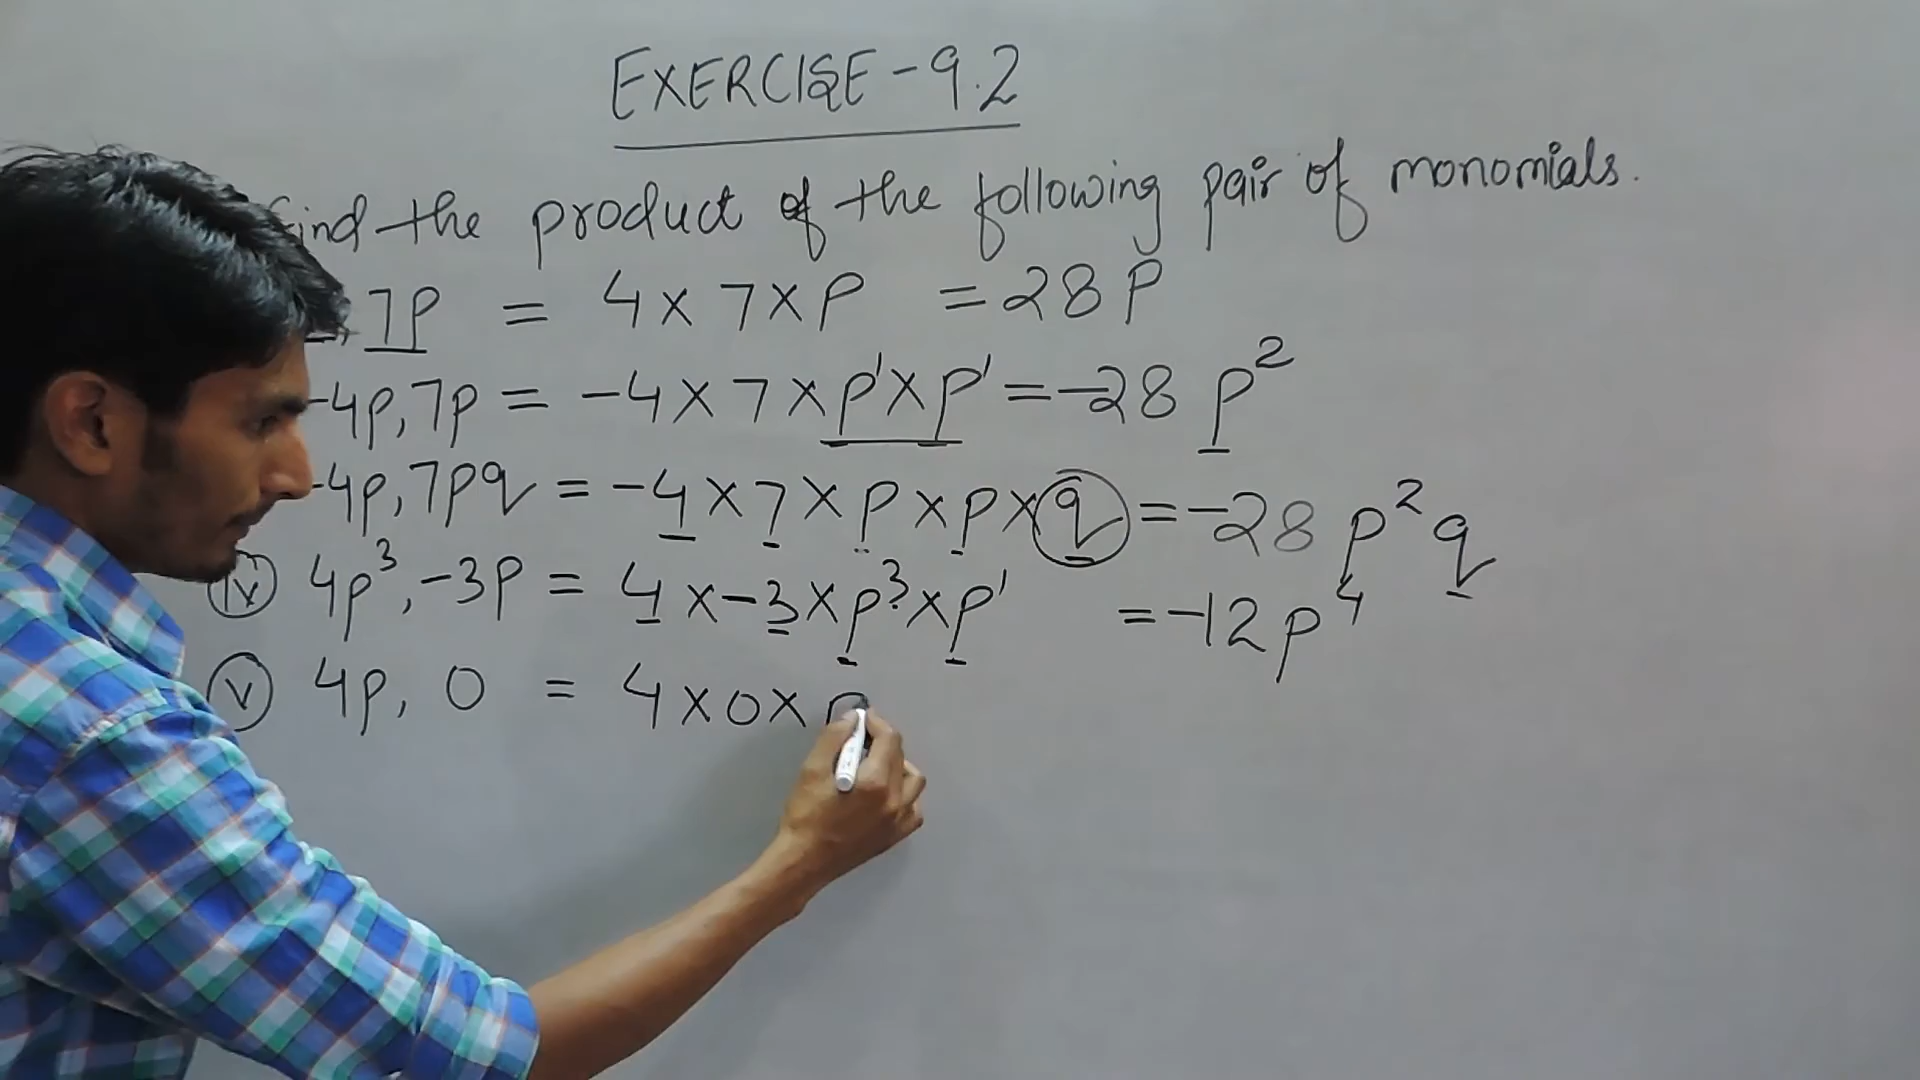 EXERCISE-9.2
find the product of the following pair of monomials.
, 7p = 4 × 7 × p = 28 p
-4p, 7p = -4 × 7 × p¹ × p¹ = -28 p²
-4p, 7pq = -4 × 7 × p × p × q = -28 p² q
(iv) 4p³, -3p = 4 × -3 × p³ × p¹ = -12p⁴
(v) 4p, 0 = 4 × 0 × p